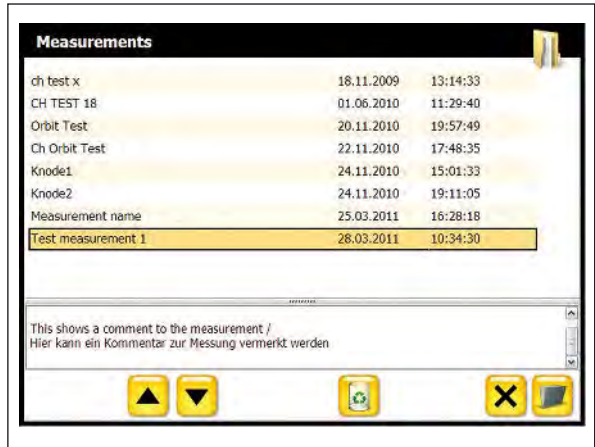 Measurements
ch test x 18.11.2009 13:14:33
CH TEST 18 01.06.2010 11:29:40
Orbit Test 20.11.2010 19:57:49
Ch Orbit Test 22.11.2010 17:48:35
Knode1 24.11.2010 15:01:33
Knode2 24.11.2010 19:11:05
Measurement name 25.03.2011 16:28:18
Test measurement 1 28.03.2011 10:34:30
This shows a comment to the measurement /
Hier kann ein Kommentar zur Messung vermerkt werden